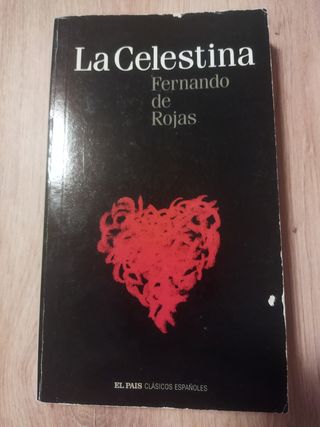 La Celestina
Fernando
de
Rojas
EL PAIS CLÁSICOS ESPAÑOLES